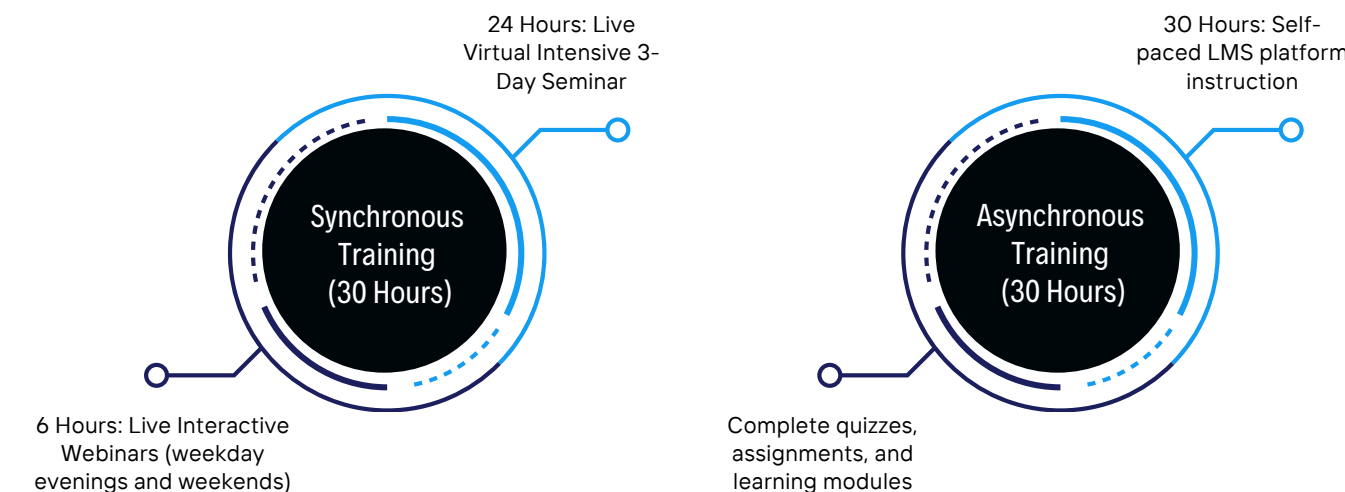 24 Hours: Live
Virtual Intensive 3-
Day Seminar
Synchronous
Training
(30 Hours)
6 Hours: Live Interactive
Webinars (weekday
evenings and weekends)
30 Hours: Self-
paced LMS platform
instruction
Asynchronous
Training
(30 Hours)
Complete quizzes,
assignments, and
learning modules